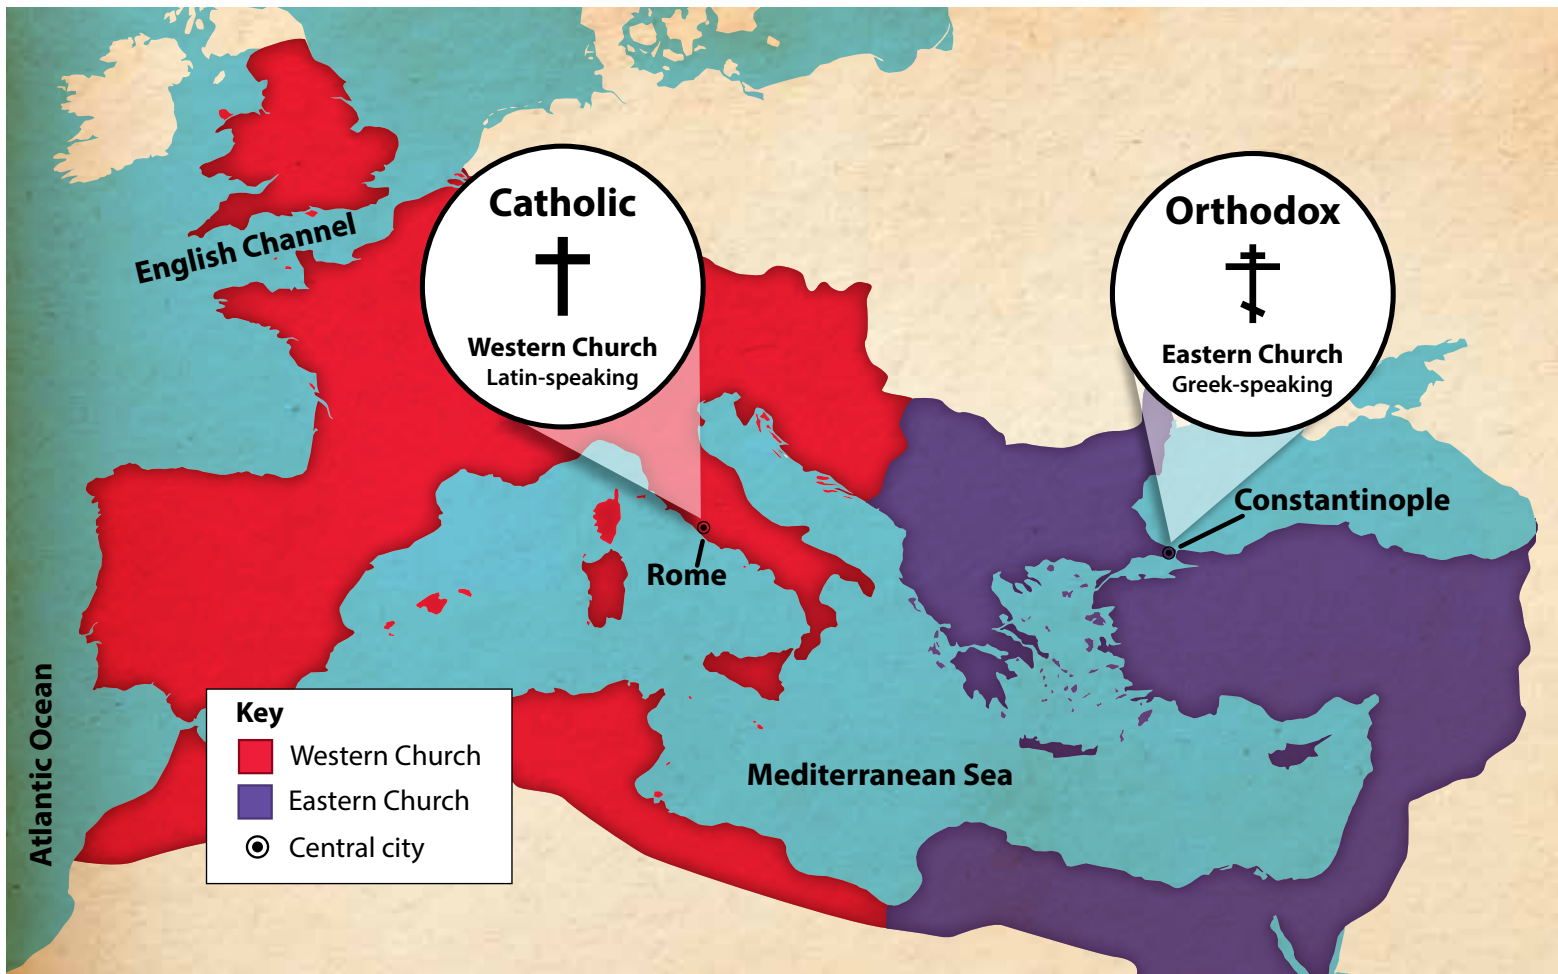 Catholic
Western Church
Latin-speaking
Orthodox
Eastern Church
Greek-speaking
English Channel
Constantinople
Rome
Mediterranean Sea
Atlantic Ocean
Key
Western Church
Eastern Church
Central city